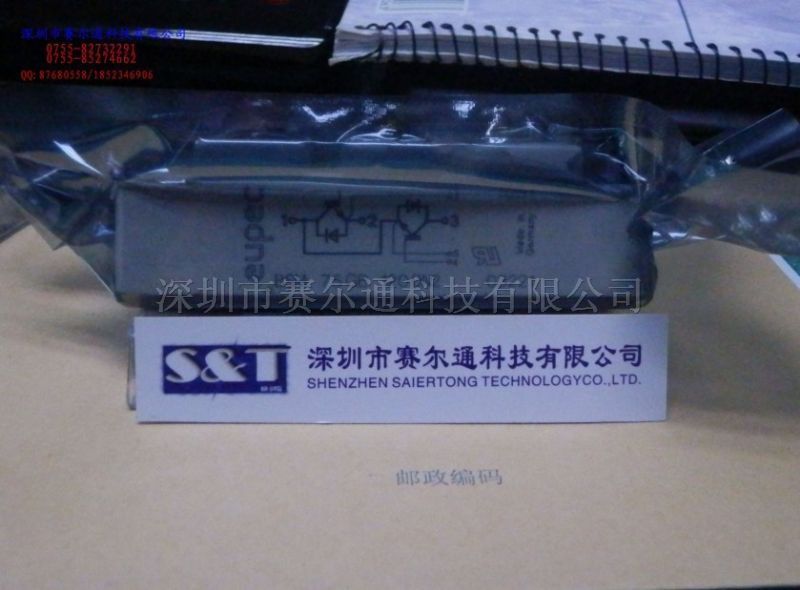 深圳市赛尔通科技有限公司
0755-83732291
0755-85274662
QQ:87680558/1852346906
eupec
1
2
3
Made in
Germany
深圳市赛尔通科技有限公司
S&T
深圳市赛尔通科技有限公司
SHENZHEN SAIERTONG TECHNOLOGYCO.,LTD.
邮政编码